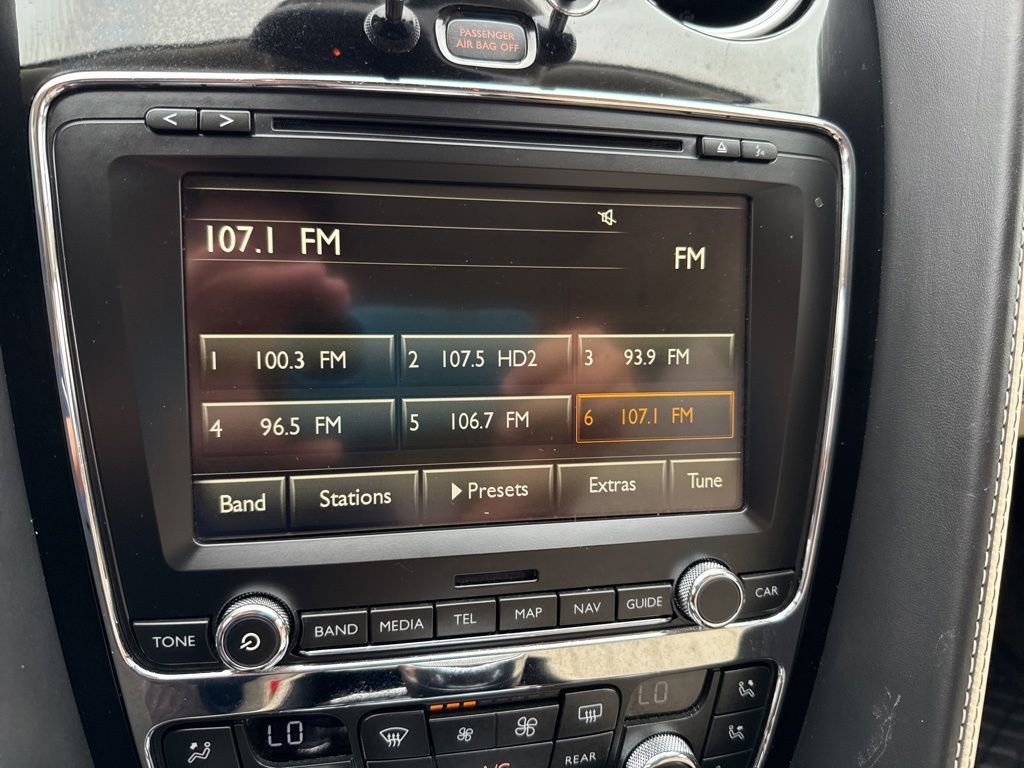 PASSENGER
AIR BAG OFF
< >
107.1 FM
FM
1 100.3 FM 2 107.5 HD2 3 93.9 FM
4 96.5 FM 5 106.7 FM 6 107.1 FM
Band Stations Presets Extras Tune
TONE BAND MEDIA TEL MAP NAV GUIDE CAR
LO LO
A/C REAR